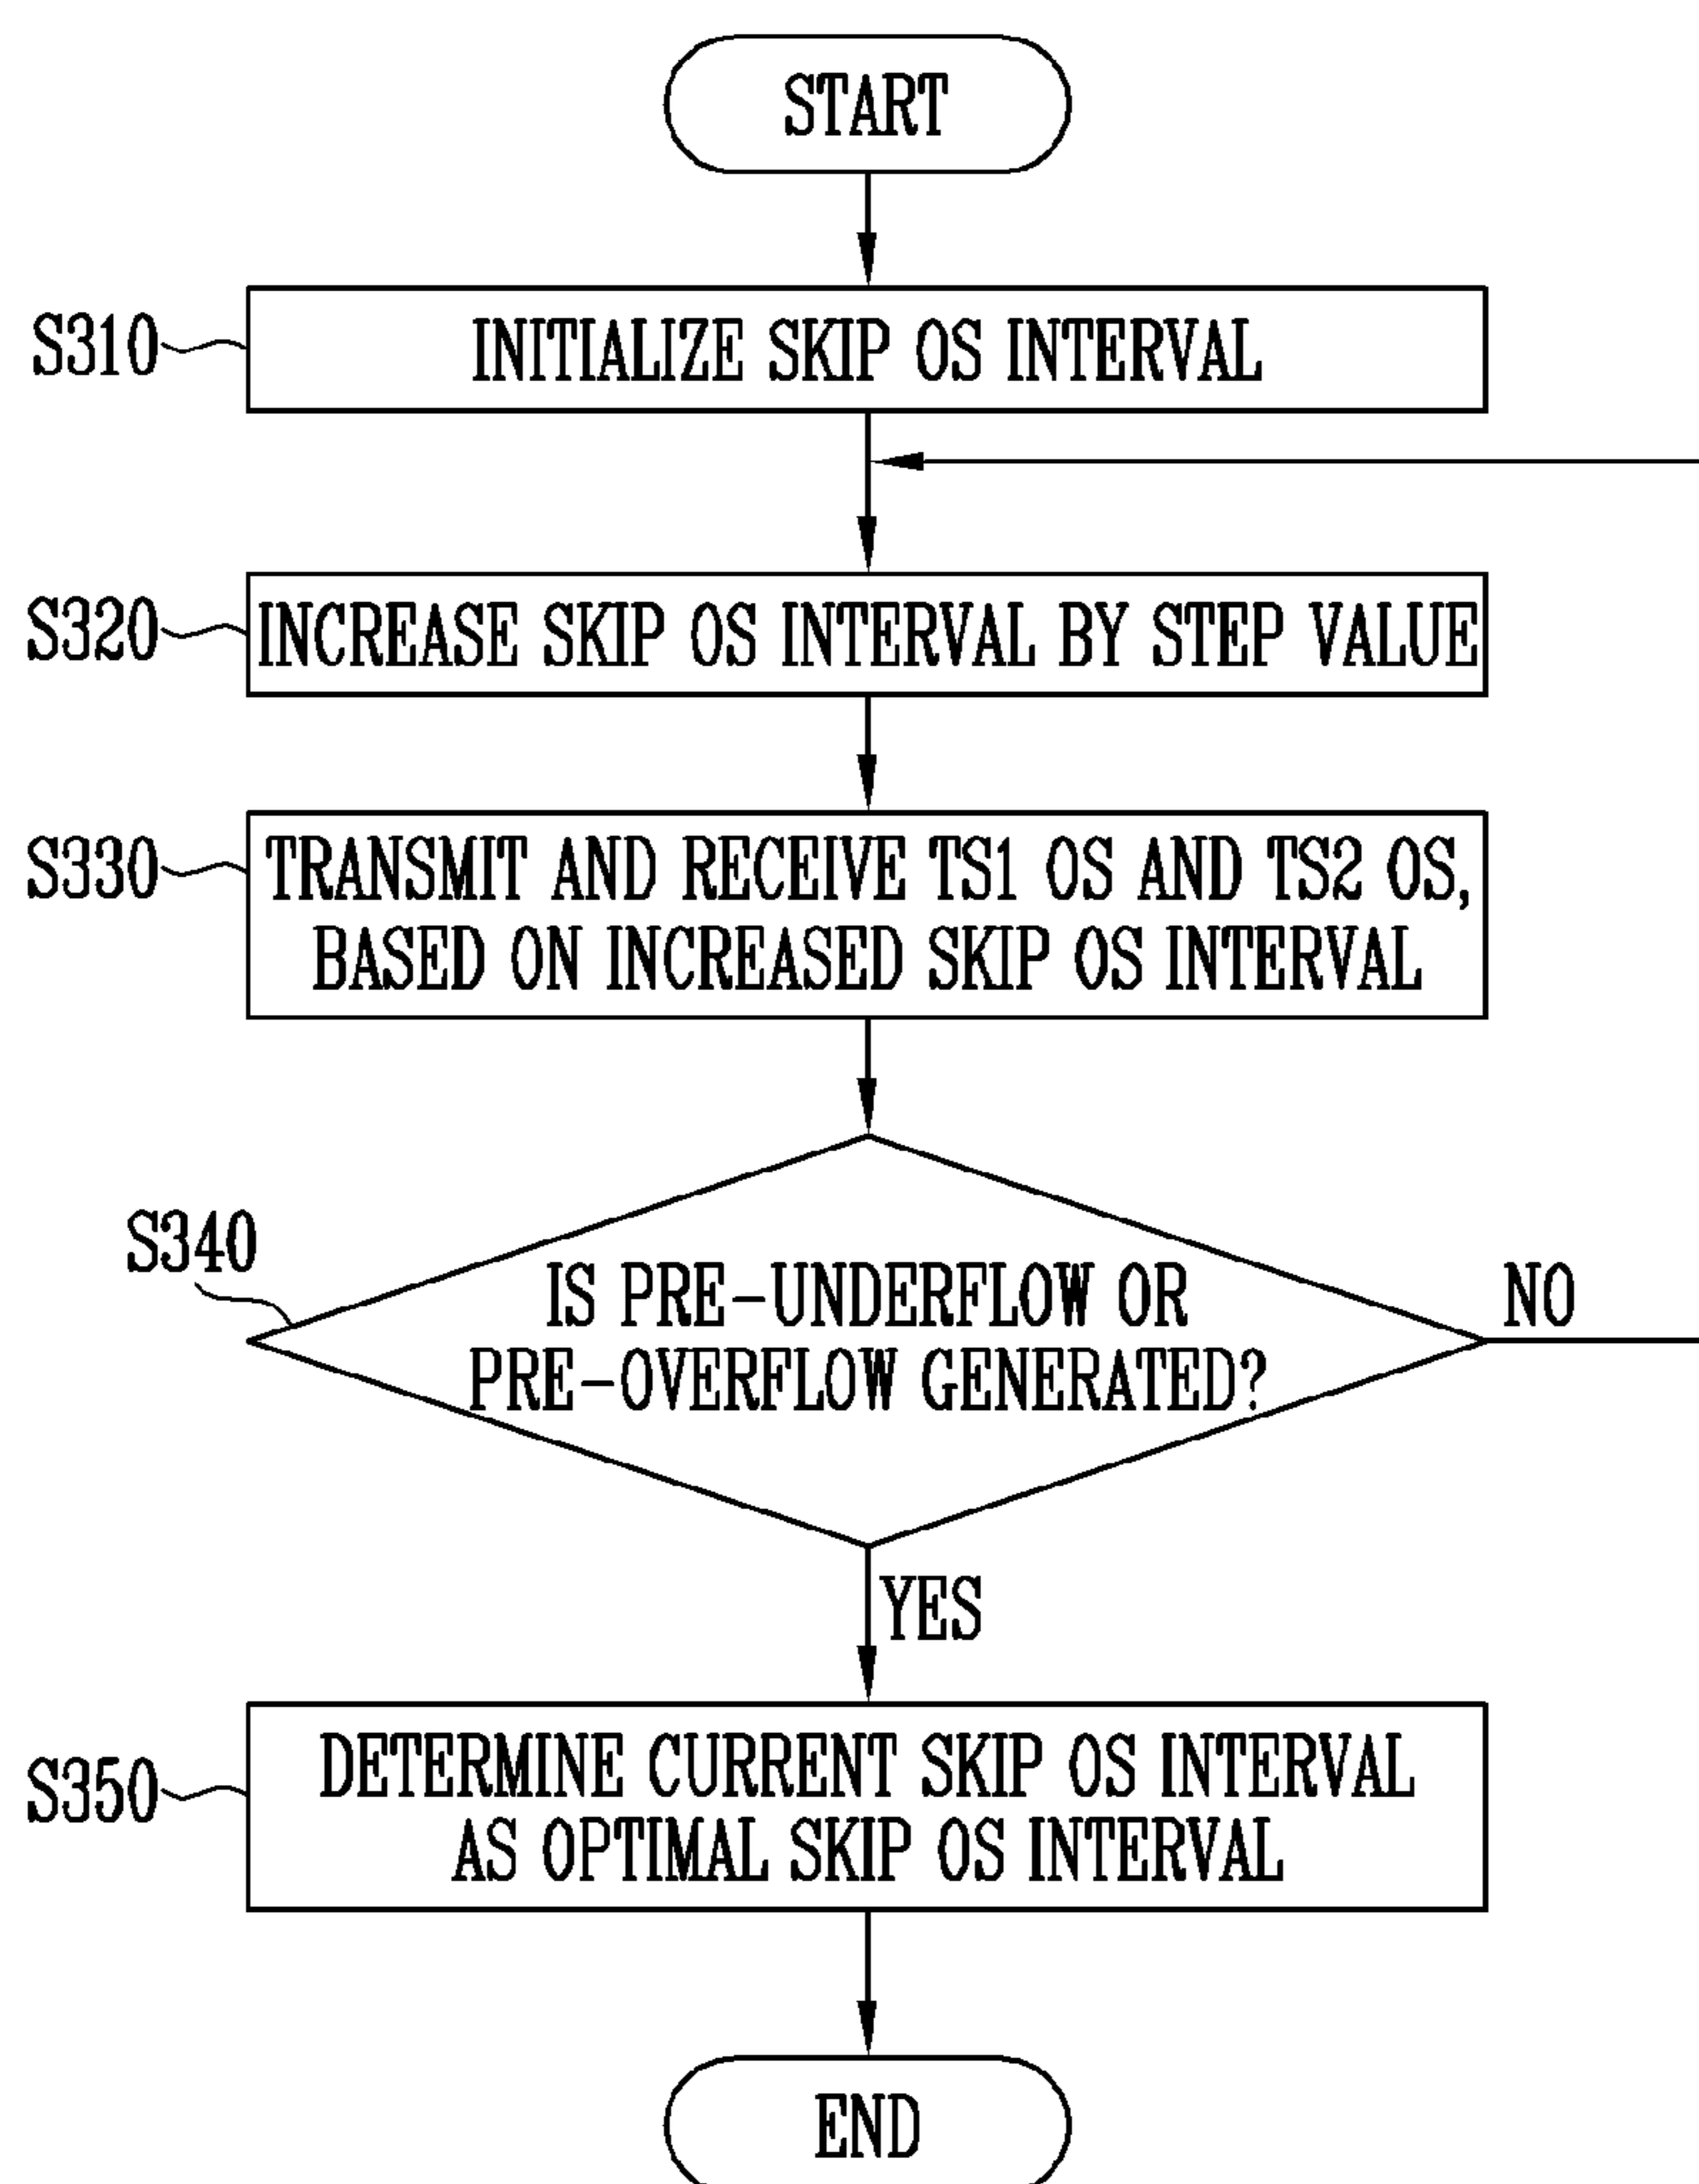 START
S310
INITIALIZE SKIP OS INTERVAL
S320
INCREASE SKIP OS INTERVAL BY STEP VALUE
S330
TRANSMIT AND RECEIVE TS1 OS AND TS2 OS,
BASED ON INCREASED SKIP OS INTERVAL
S340
IS PRE-UNDERFLOW OR
PRE-OVERFLOW GENERATED?
NO
YES
S350
DETERMINE CURRENT SKIP OS INTERVAL
AS OPTIMAL SKIP OS INTERVAL
END